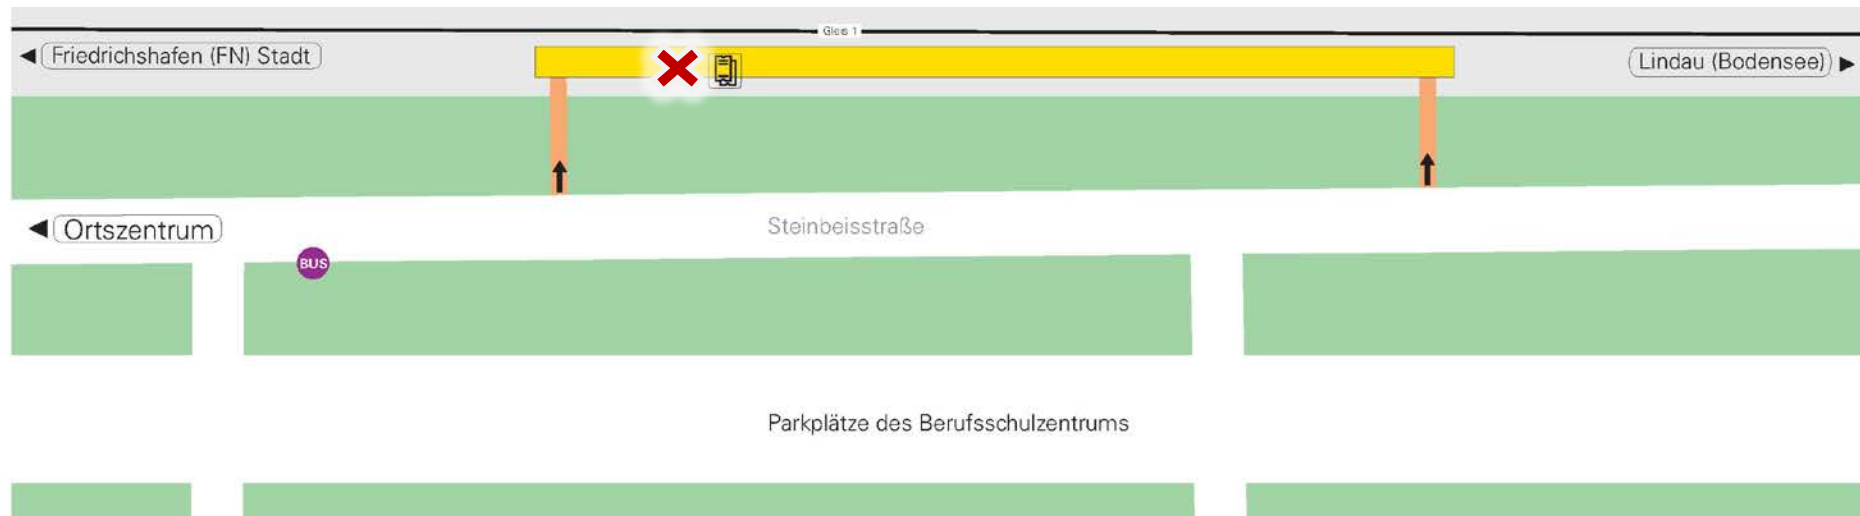 Gleis 1
Friedrichshafen (FN) Stadt
Lindau (Bodensee)
Ortszentrum
Steinbeisstraße
BUS
Parkplätze des Berufsschulzentrums